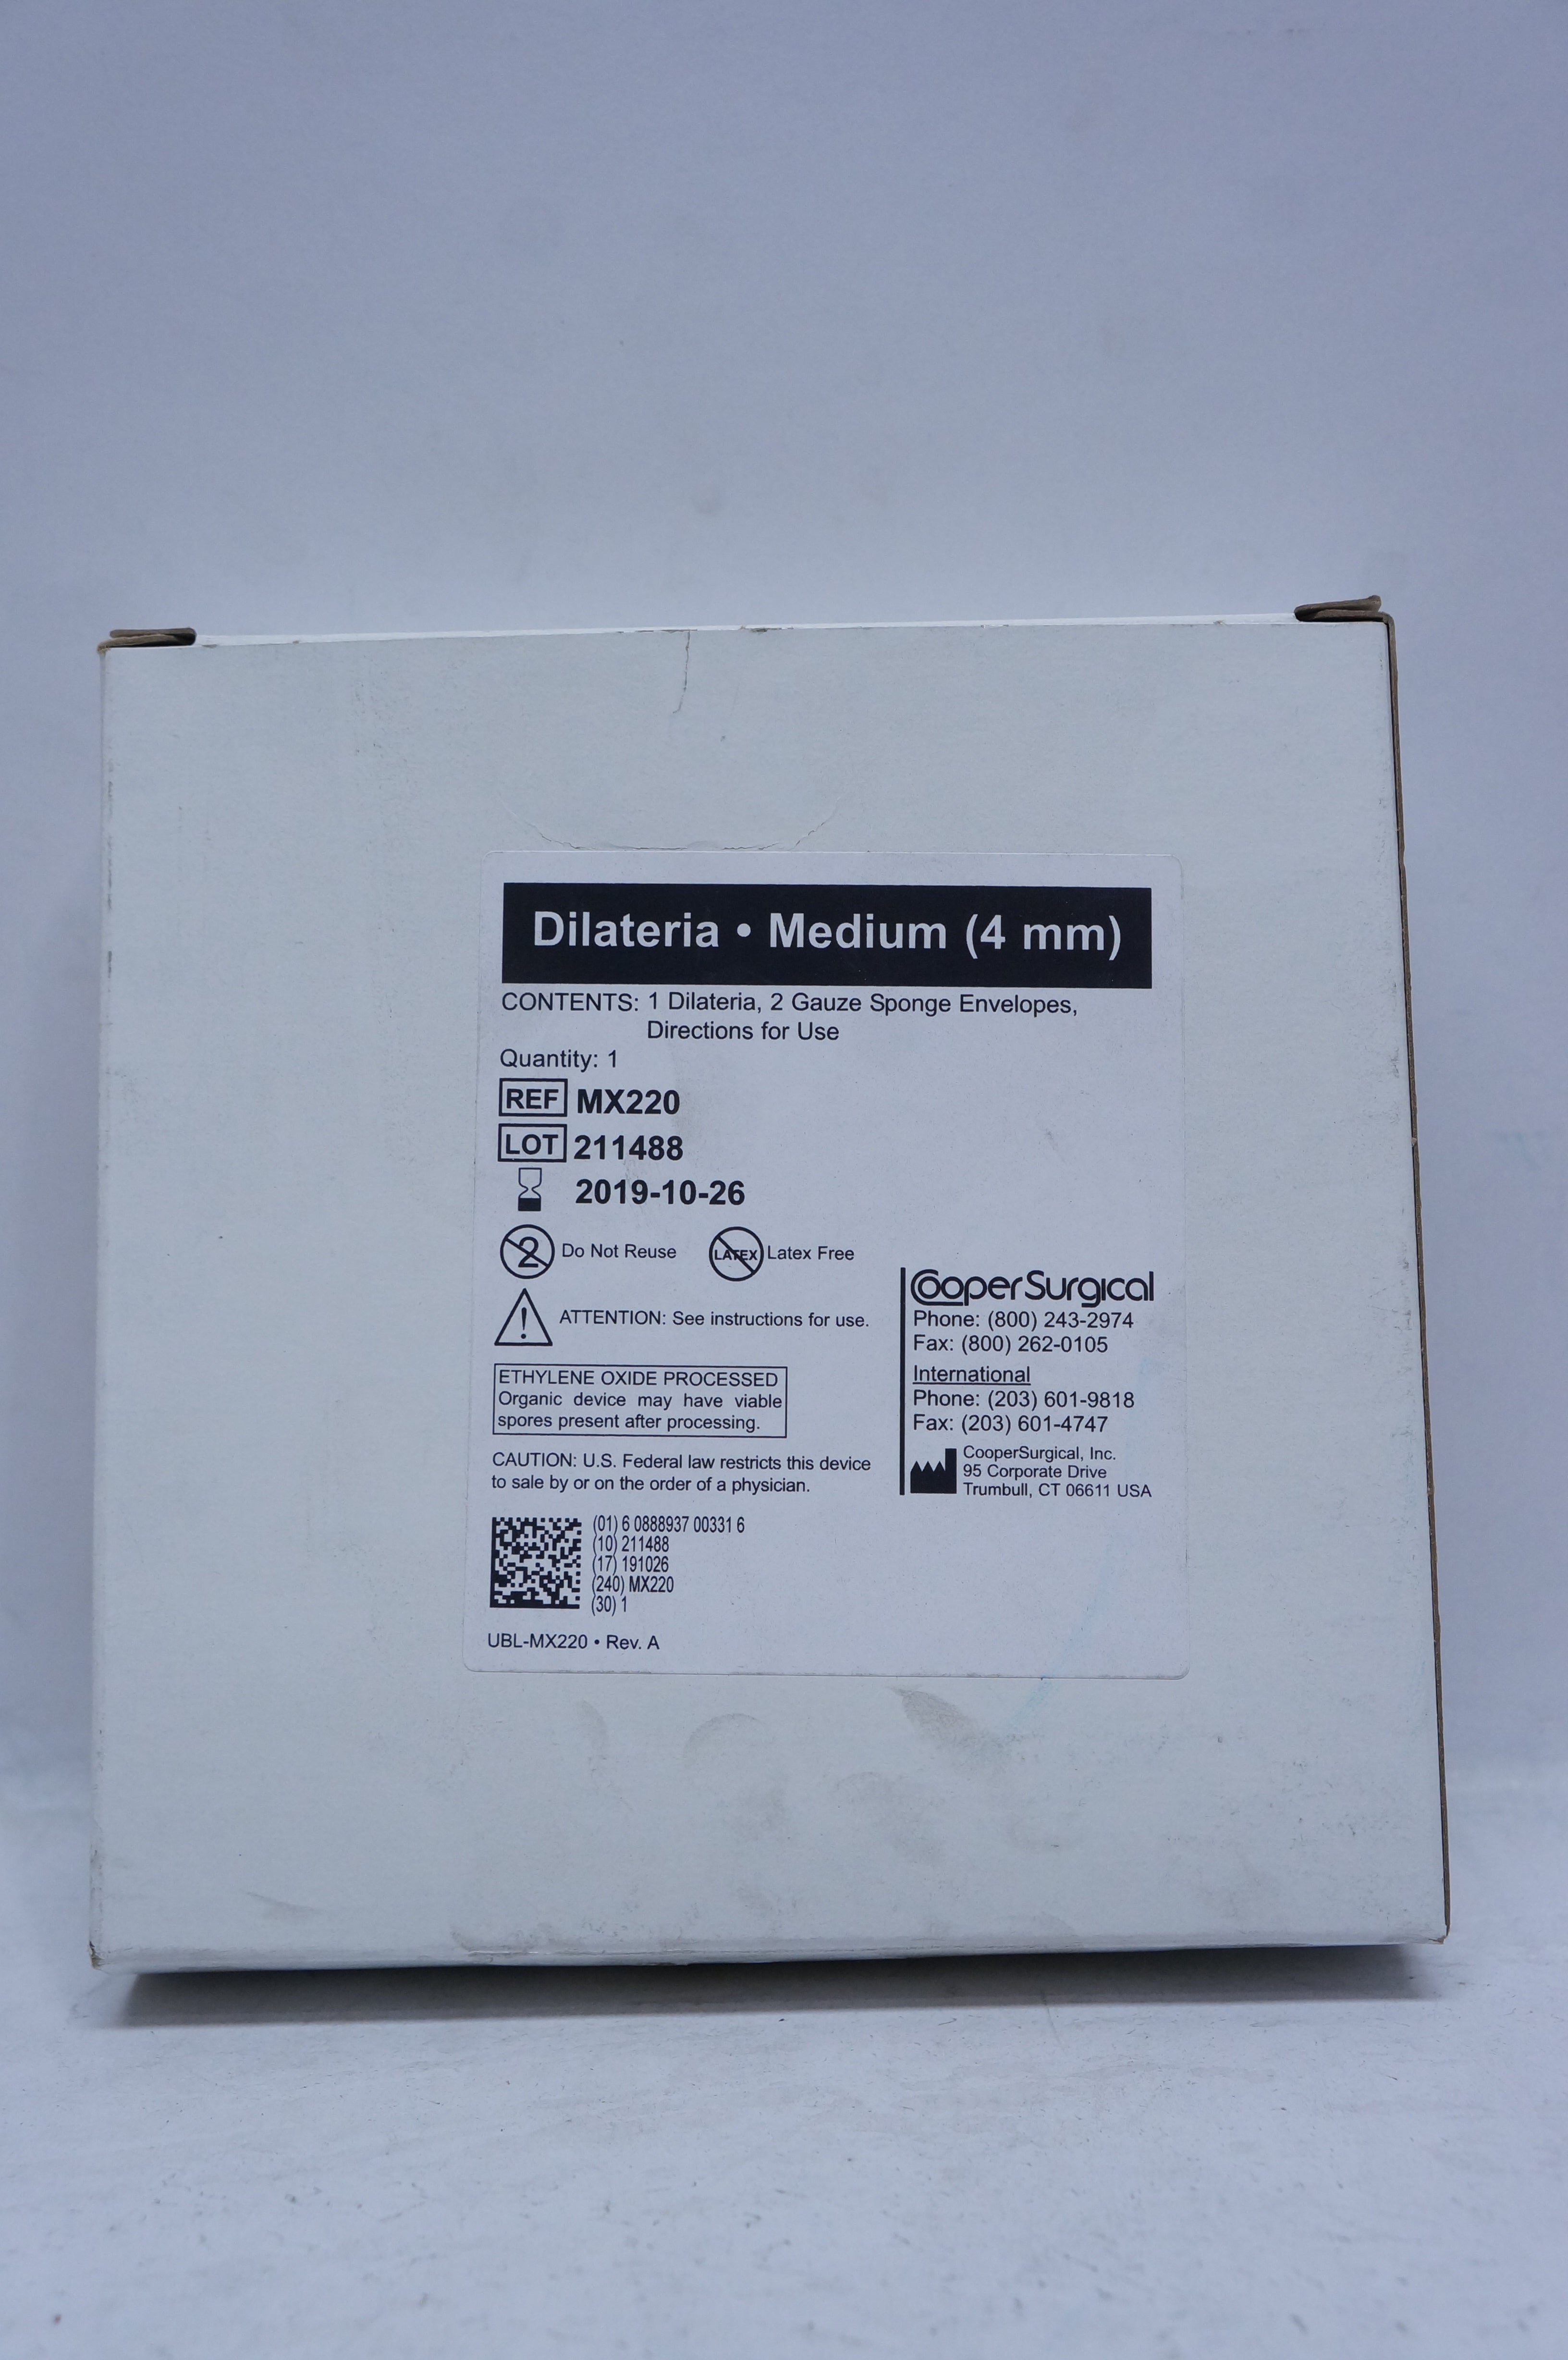 Dilateria • Medium (4 mm)
CONTENTS: 1 Dilateria, 2 Gauze Sponge Envelopes,
Directions for Use
Quantity: 1
REF MX220
LOT 211488
2019-10-26
2 Do Not Reuse LATEX Latex Free
! ATTENTION: See instructions for use.
ETHYLENE OXIDE PROCESSED
Organic device may have viable
spores present after processing.
CAUTION: U.S. Federal law restricts this device
to sale by or on the order of a physician.
CooperSurgical
Phone: (800) 243-2974
Fax: (800) 262-0105
International
Phone: (203) 601-9818
Fax: (203) 601-4747
CooperSurgical, Inc.
95 Corporate Drive
Trumbull, CT 06611 USA
(01) 6 0888937 00331 6
(10) 211488
(17) 191026
(240) MX220
(30) 1
UBL-MX220 • Rev. A